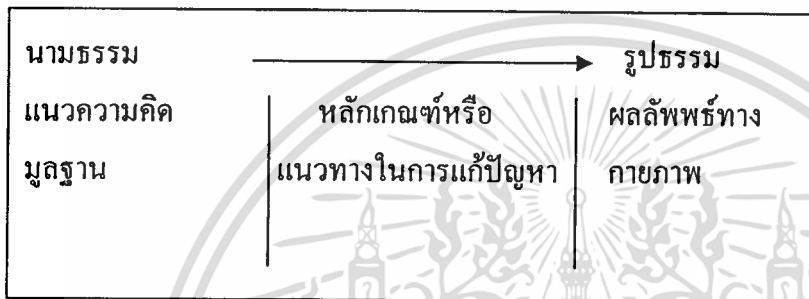 นามธรรม รูปธรรม
แนวความคิด หลักเกณฑ์หรือ ผลลัพพธ์ทาง
มูลฐาน แนวทางในการแก้ปัญหา กายภาพ